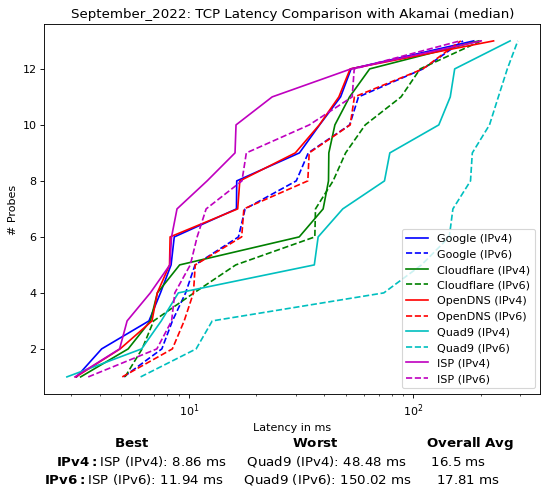 September_2022: TCP Latency Comparison with Akamai (median)
12
10
8
6
4
2
# Probes
Google (IPv4)
Google (IPv6)
Cloudflare (IPv4)
Cloudflare (IPv6)
OpenDNS (IPv4)
OpenDNS (IPv6)
Quad9 (IPv4)
Quad9 (IPv6)
ISP (IPv4)
ISP (IPv6)
10¹ 10²
Latency in ms
Best Worst Overall Avg
IPv4: ISP (IPv4): 8.86 ms Quad9 (IPv4): 48.48 ms 16.5 ms
IPv6: ISP (IPv6): 11.94 ms Quad9 (IPv6): 150.02 ms 17.81 ms